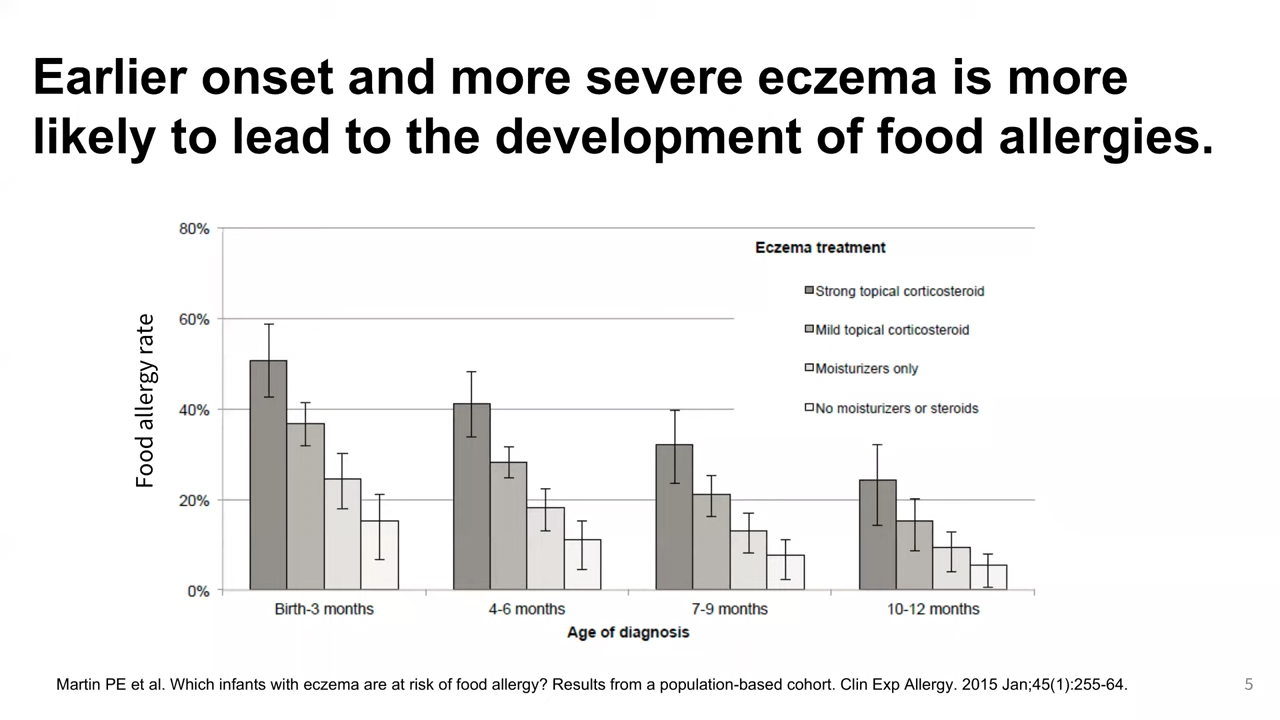 Earlier onset and more severe eczema is more
likely to lead to the development of food allergies.
80%
60%
40%
20%
0%
Food allergy rate
Eczema treatment
Strong topical corticosteroid
Mild topical corticosteroid
Moisturizers only
No moisturizers or steroids
Birth-3 months
4-6 months
7-9 months
10-12 months
Age of diagnosis
Martin PE et al. Which infants with eczema are at risk of food allergy? Results from a population-based cohort. Clin Exp Allergy. 2015 Jan;45(1):255-64.
5